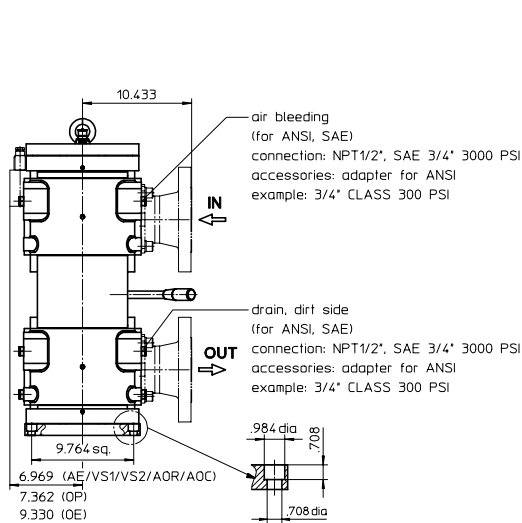 10.433
air bleeding
(for ANSI, SAE)
connection: NPT1/2", SAE 3/4" 3000 PSI
accessories: adapter for ANSI
example: 3/4" CLASS 300 PSI
IN
drain, dirt side
(for ANSI, SAE)
connection: NPT1/2", SAE 3/4" 3000 PSI
accessories: adapter for ANSI
example: 3/4" CLASS 300 PSI
OUT
.984 dia
.708
9.764 sq.
6.969 (AE/VS1/VS2/AOR/AOC)
7.362 (OP)
9.330 (OE)
.708 dia